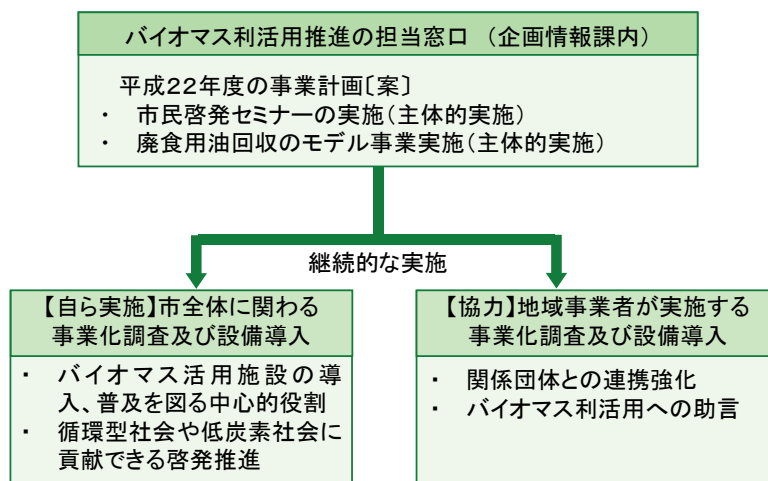 バイオマス利活用推進の担当窓口 (企画情報課内)
平成22年度の事業計画〔案〕
・ 市民啓発セミナーの実施(主体的実施)
・ 廃食用油回収のモデル事業実施(主体的実施)
継続的な実施
【自ら実施】市全体に関わる
事業化調査及び設備導入
・ バイオマス活用施設の導
入、普及を図る中心的役割
・ 循環型社会や低炭素社会に
貢献できる啓発推進
【協力】地域事業者が実施する
事業化調査及び設備導入
・ 関係団体との連携強化
・ バイオマス利活用への助言